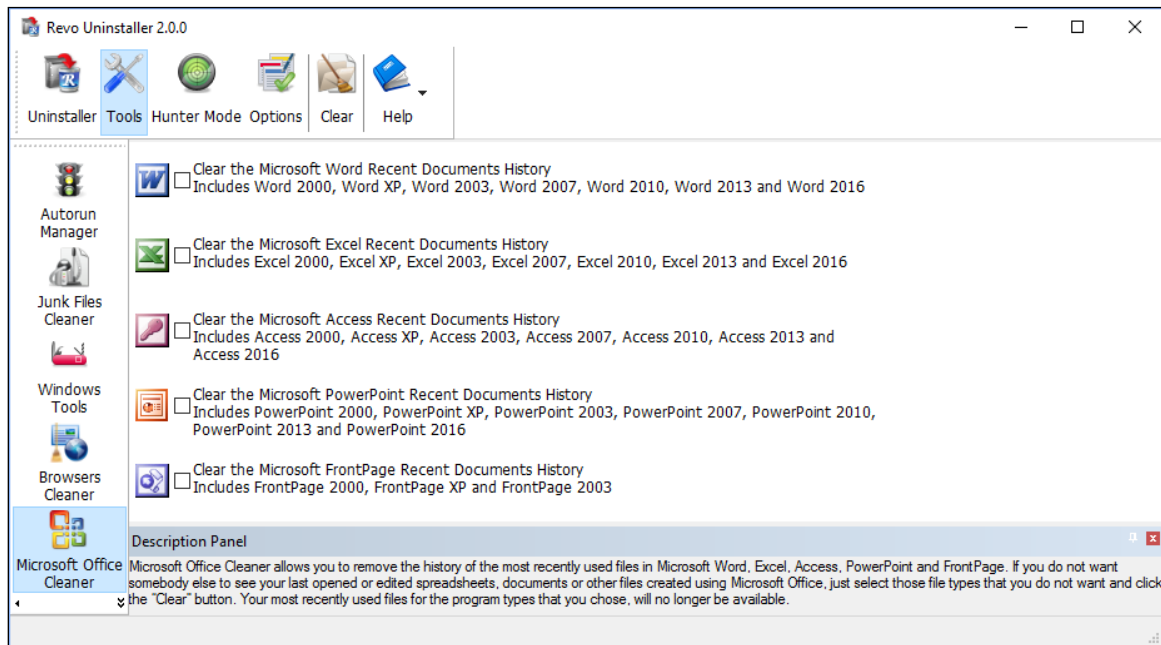 Revo Uninstaller 2.0.0
Uninstaller Tools Hunter Mode Options Clear Help
Autorun
Manager
Junk Files
Cleaner
Windows
Tools
Browsers
Cleaner
Microsoft Office
Cleaner
Clear the Microsoft Word Recent Documents History
Includes Word 2000, Word XP, Word 2003, Word 2007, Word 2010, Word 2013 and Word 2016
Clear the Microsoft Excel Recent Documents History
Includes Excel 2000, Excel XP, Excel 2003, Excel 2007, Excel 2010, Excel 2013 and Excel 2016
Clear the Microsoft Access Recent Documents History
Includes Access 2000, Access XP, Access 2003, Access 2007, Access 2010, Access 2013 and
Access 2016
Clear the Microsoft PowerPoint Recent Documents History
Includes PowerPoint 2000, PowerPoint XP, PowerPoint 2003, PowerPoint 2007, PowerPoint 2010,
PowerPoint 2013 and PowerPoint 2016
Clear the Microsoft FrontPage Recent Documents History
Includes FrontPage 2000, FrontPage XP and FrontPage 2003
Description Panel
Microsoft Office Cleaner allows you to remove the history of the most recently used files in Microsoft Word, Excel, Access, PowerPoint and FrontPage. If you do not want
somebody else to see your last opened or edited spreadsheets, documents or other files created using Microsoft Office, just select those file types that you do not want and click
the "Clear" button. Your most recently used files for the program types that you chose, will no longer be available.